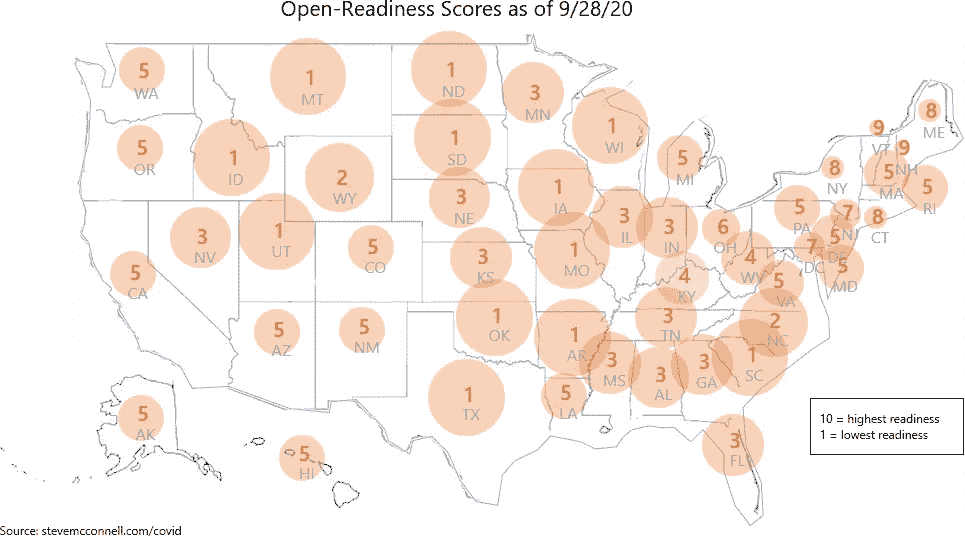 Open-Readiness Scores as of 9/28/20
5
WA
1
MT
1
ND
3
MN
1
WI
5
MI
8
ME
9
VT
9
NH
8
NY
5
MA
5
RI
8
CT
5
OR
1
ID
2
WY
1
SD
3
NE
1
IA
3
IL
3
IN
6
OH
5
PA
7
NJ
5
DE
7
DC
5
MD
3
NV
1
UT
5
CO
3
KS
1
MO
4
KY
4
WV
5
VA
5
CA
5
AZ
5
NM
1
OK
1
AR
3
TN
2
NC
1
SC
3
MS
3
AL
3
GA
1
TX
5
LA
3
FL
5
AK
5
HI
10 = highest readiness
1 = lowest readiness
Source: stevemcconnell.com/covid